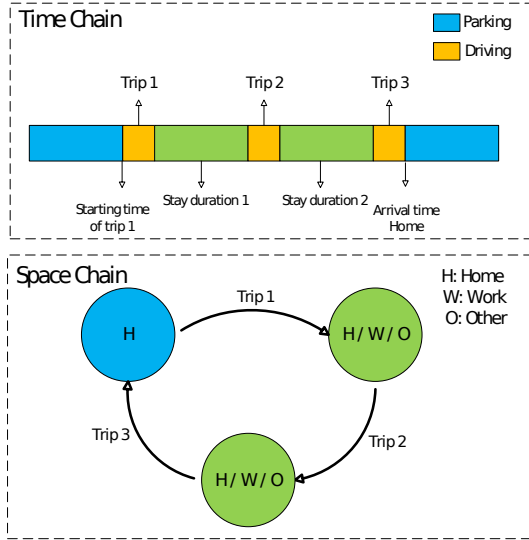 Time Chain
Parking
Driving
Trip 1
Trip 2
Trip 3
Starting time
of trip 1
Stay duration 1
Stay duration 2
Arrival time
Home
Space Chain
H: Home
W: Work
O: Other
Trip 1
H
H / W / O
Trip 3
Trip 2
H / W / O